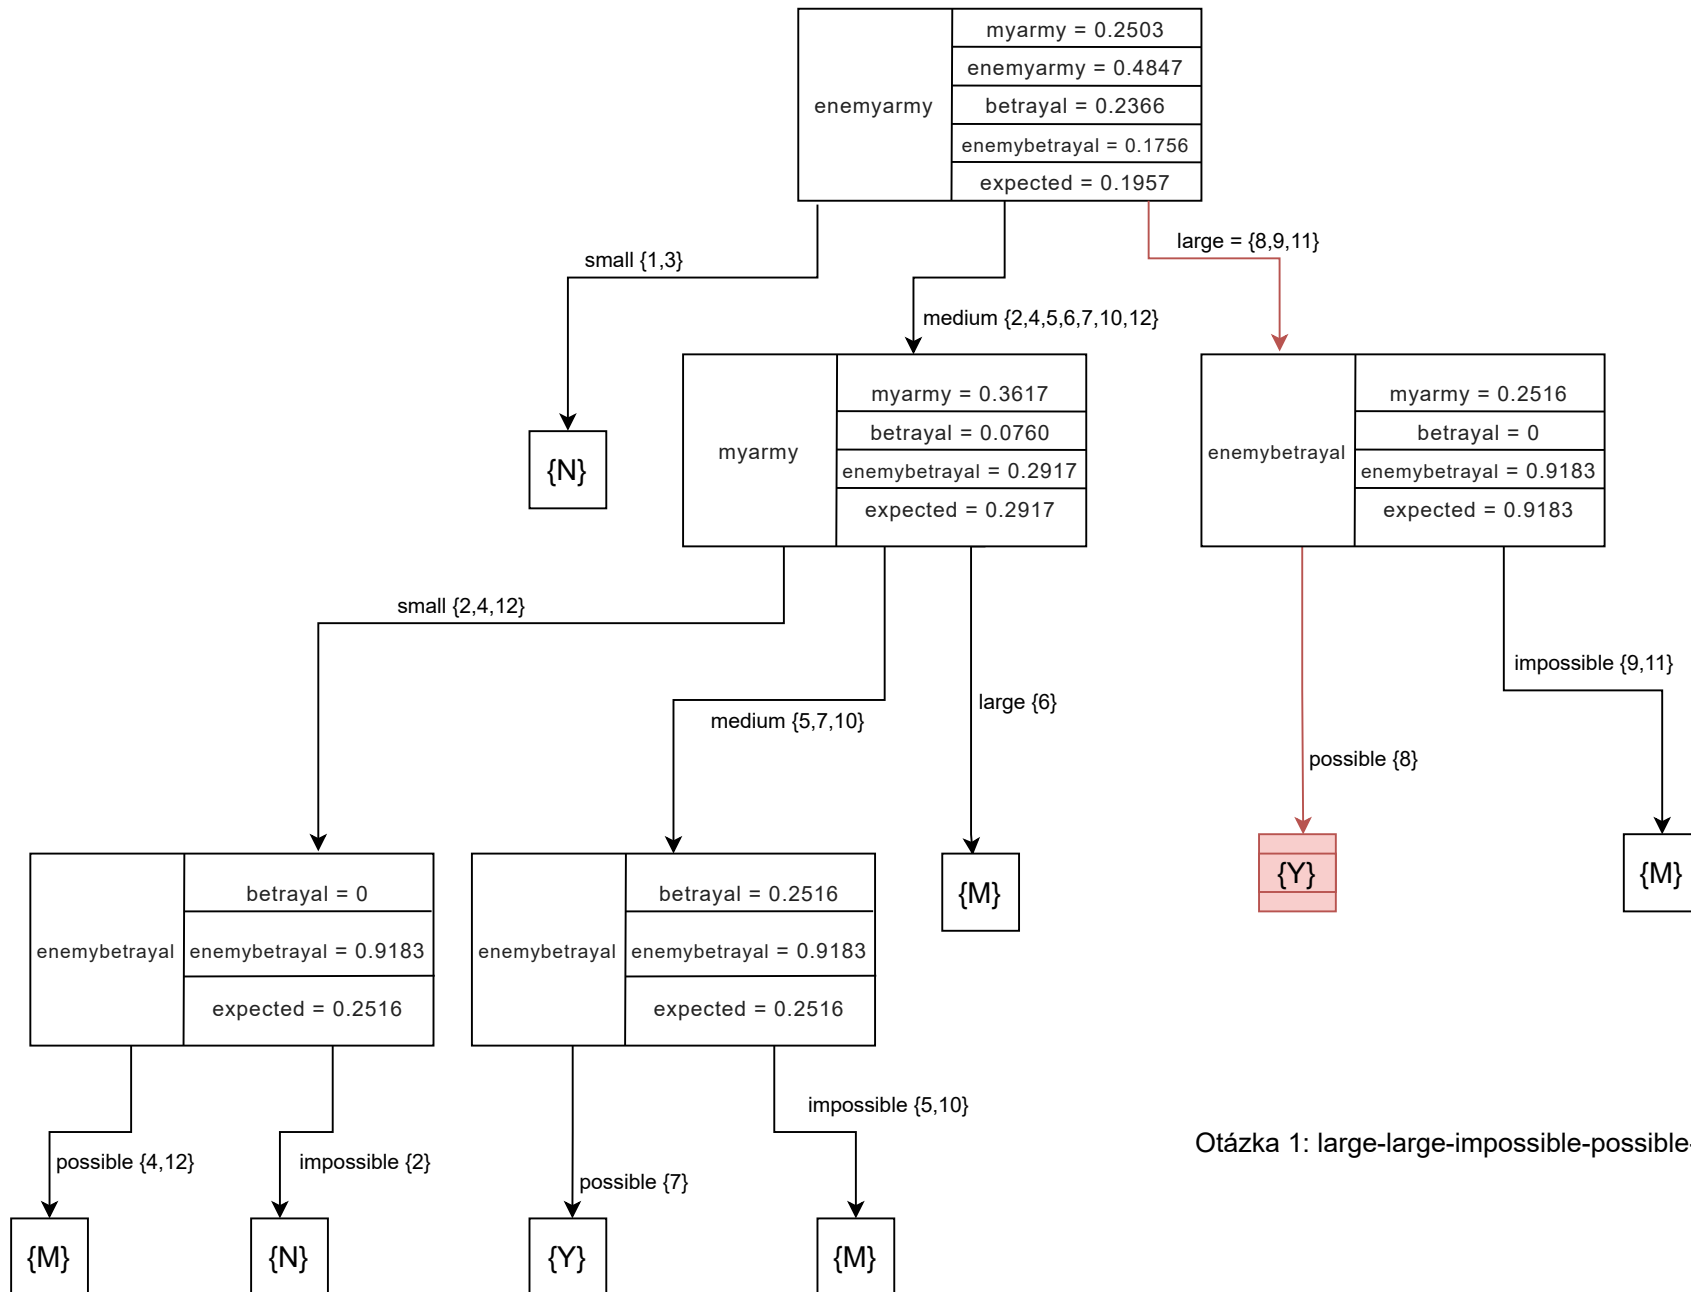 myarmy = 0.2503
enemyarmy = 0.4847
enemyarmy
betrayal = 0.2366
enemybetrayal = 0.1756
expected = 0.1957
small {1,3}
large = {8,9,11}
medium {2,4,5,6,7,10,12}
{N}
myarmy
myarmy = 0.3617
betrayal = 0.0760
enemybetrayal = 0.2917
expected = 0.2917
enemybetrayal
myarmy = 0.2516
betrayal = 0
enemybetrayal = 0.9183
expected = 0.9183
small {2,4,12}
medium {5,7,10}
large {6}
possible {8}
impossible {9,11}
enemybetrayal
betrayal = 0
enemybetrayal = 0.9183
expected = 0.2516
enemybetrayal
betrayal = 0.2516
enemybetrayal = 0.9183
expected = 0.2516
{M}
{Y}
{M}
possible {4,12}
impossible {2}
possible {7}
impossible {5,10}
Otázka 1: large-large-impossible-possible-
{M}
{N}
{Y}
{M}